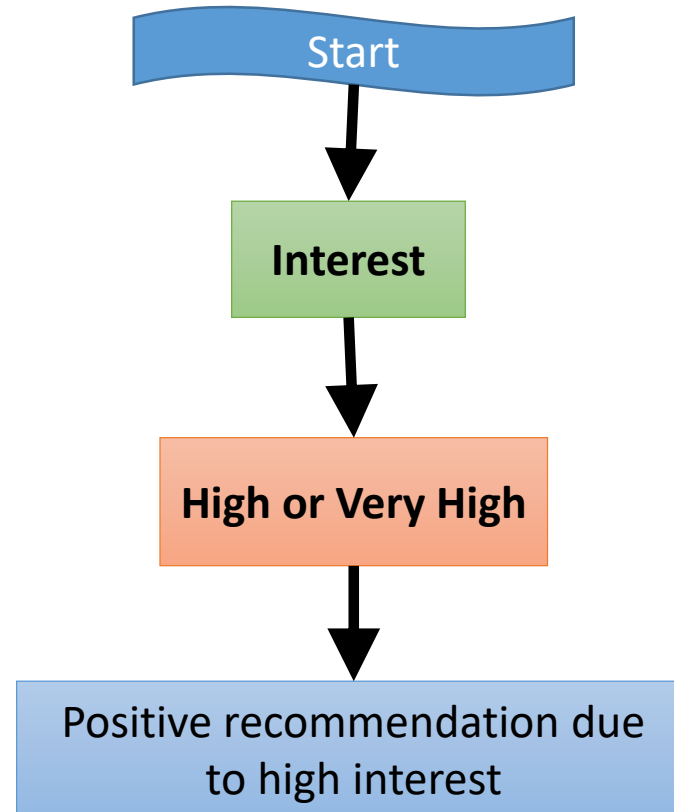 Start
Interest
High or Very High
Positive recommendation due
to high interest